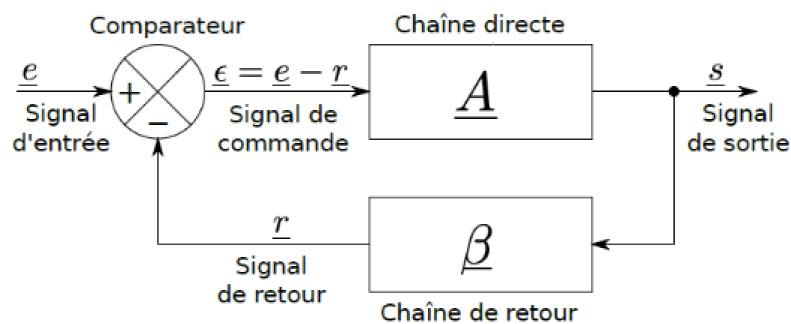 Comparateur
Chaîne directe
e
ϵ = e − r
s
+
−
A
Signal
d'entrée
Signal de
commande
Signal
de sortie
r
β
Signal
de retour
Chaîne de retour